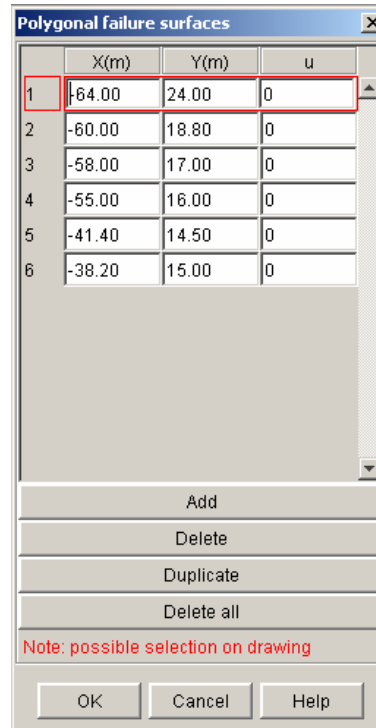 Polygonal failure surfaces
X(m) Y(m) u
1 -64.00 24.00 0
2 -60.00 18.80 0
3 -58.00 17.00 0
4 -55.00 16.00 0
5 -41.40 14.50 0
6 -38.20 15.00 0
Add
Delete
Duplicate
Delete all
Note: possible selection on drawing
OK Cancel Help